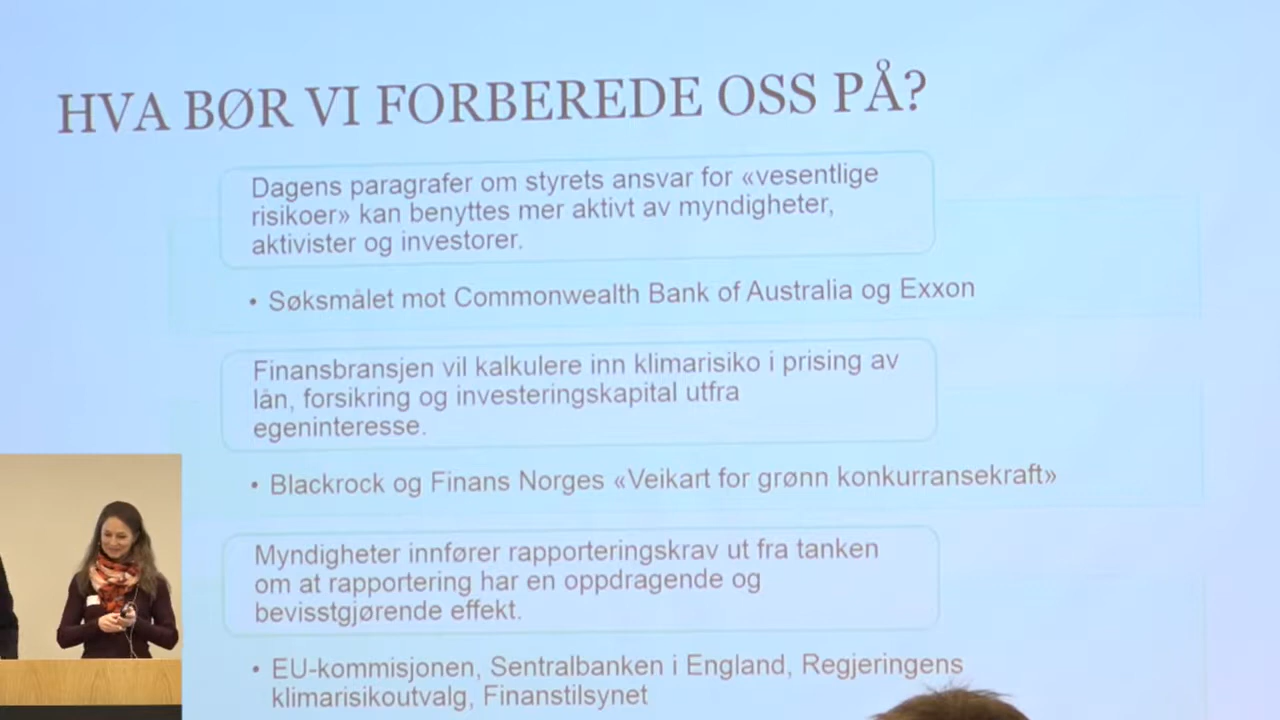 HVA BØR VI FORBEREDE OSS PÅ?
Dagens paragrafer om styrets ansvar for «vesentlige
risikoer» kan benyttes mer aktivt av myndigheter,
aktivister og investorer.
• Søksmålet mot Commonwealth Bank of Australia og Exxon
Finansbransjen vil kalkulere inn klimarisiko i prising av
lån, forsikring og investeringskapital utfra
egeninteresse.
• Blackrock og Finans Norges «Veikart for grønn konkurransekraft»
Myndigheter innfører rapporteringskrav ut fra tanken
om at rapportering har en oppdragende og
bevisstgjørende effekt.
• EU-kommisjonen, Sentralbanken i England, Regjeringens
klimarisikoutvalg, Finanstilsynet